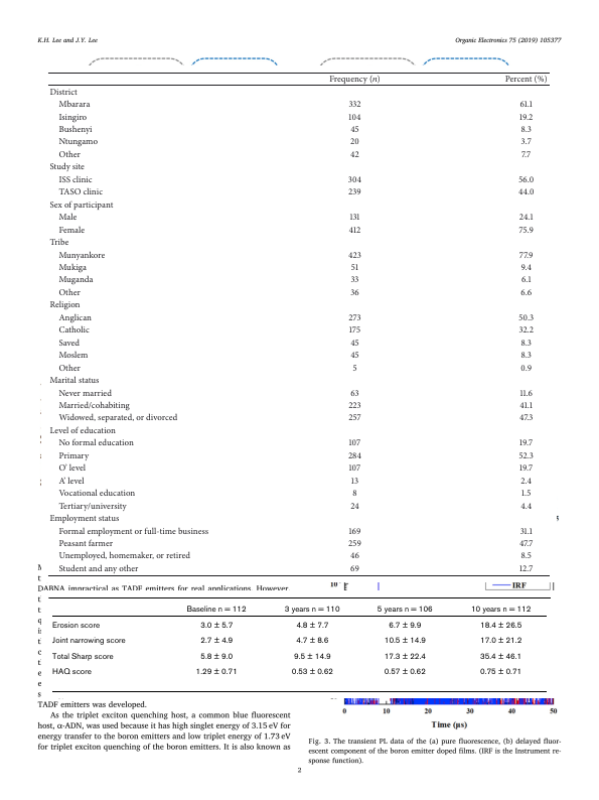 K.H. Lee and J.Y. Lee
Organic Electronics 75 (2019) 105377
Frequency (n) Percent (%)
District
Mbarara 332 61.1
Isingiro 104 19.2
Bushenyi 45 8.3
Ntungamo 20 3.7
Other 42 7.7
Study site
ISS clinic 304 56.0
TASO clinic 239 44.0
Sex of participant
Male 131 24.1
Female 412 75.9
Tribe
Munyankore 423 77.9
Mukiga 51 9.4
Muganda 33 6.1
Other 36 6.6
Religion
Anglican 273 50.3
Catholic 175 32.2
Saved 45 8.3
Moslem 45 8.3
Other 5 0.9
Marital status
Never married 63 11.6
Married/cohabiting 223 41.1
Widowed, separated, or divorced 257 47.3
Level of education
No formal education 107 19.7
Primary 284 52.3
O' level 107 19.7
A' level 13 2.4
Vocational education 8 1.5
Tertiary/university 24 4.4
Employment status
Formal employment or full-time business 169 31.1
Peasant farmer 259 47.7
Unemployed, homemaker, or retired 46 8.5
Student and any other 69 12.7
DABNA impractical as TADF emitters for real applications. However
IRF
Baseline n = 112 3 years n = 110 5 years n = 106 10 years n = 112
Erosion score 3.0 ± 5.7 4.8 ± 7.7 6.7 ± 9.9 18.4 ± 26.5
Joint narrowing score 2.7 ± 4.9 4.7 ± 8.6 10.5 ± 14.9 17.0 ± 21.2
Total Sharp score 5.8 ± 9.0 9.5 ± 14.9 17.3 ± 22.4 35.4 ± 46.1
HAQ score 1.29 ± 0.71 0.53 ± 0.62 0.57 ± 0.62 0.75 ± 0.71
TADF emitters was developed.
As the triplet exciton quenching host, a common blue fluorescent
host, α-ADN, was used because it has high singlet energy of 3.15 eV for
energy transfer to the boron emitters and low triplet energy of 1.73 eV
for triplet exciton quenching of the boron emitters. It is also known as
0 10 20 30 40 50
Time (μs)
Fig. 3. The transient PL data of the (a) pure fluorescence, (b) delayed fluor-
escent component of the boron emitter doped films. (IRF is the Instrument re-
sponse function).
2